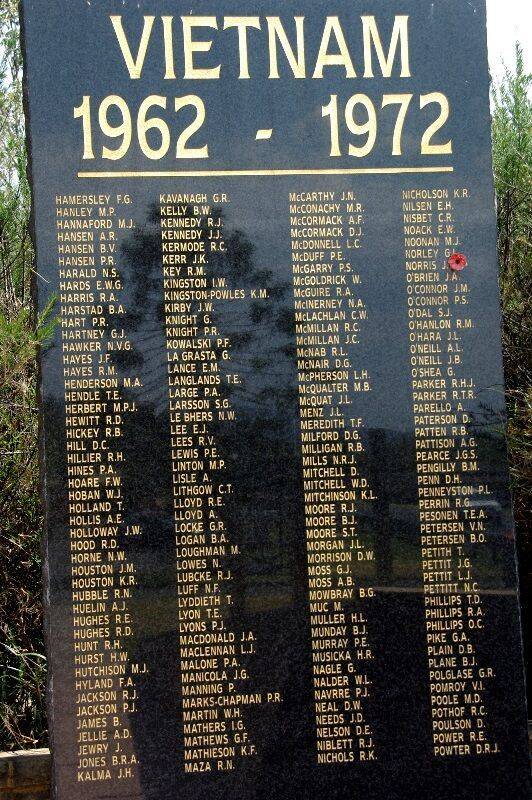 VIETNAM
1962 - 1972
HAMERSLEY F.G.
HANLEY M.P.
HANNAFORD M.J.
HANSEN A.R.
HANSEN B.V.
HANSEN P.R.
HARALD N.S.
HARDS E.W.G.
HARRIS R.A.
HARSTAD B.A.
HART P.R.
HARTNEY G.J.
HAWKER N.V.G.
HAYES J.F.
HAYES R.M.
HENDERSON M.A.
HENDLE T.E.
HERBERT M.P.J.
HEWITT R.D.
HICKEY R.B.
HILL D.C.
HILLIER R.H.
HINES P.A.
HOARE F.W.
HOBAN W.J.
HOLLAND T.
HOLLIS A.E.
HOLLOWAY J.W.
HOOD R.D.
HORNE N.W.
HOUSTON J.M.
HOUSTON K.R.
HUBBLE R.N.
HUELIN A.J.
HUGHES R.E.
HUGHES R.D.
HUNT R.H.
HURST H.W.
HUTCHISON M.J.
HYLAND F.A.
JACKSON R.J.
JACKSON P.J.
JAMES B.
JELLIE A.D.
JEWRY J.
JONES B.R.A.
KALMA J.H.
KAVANAGH G.R.
KELLY B.W.
KENNEDY R.J.
KENNEDY J.J.
KERMODE R.C.
KERR J.K.
KEY R.M.
KINGSTON I.W.
KINGSTON-POWLES K.M.
KIRBY J.W.
KNIGHT G.
KNIGHT P.R.
KOWALSKI P.F.
LA GRASTA G.
LANCE E.M.
LANGLANDS T.E.
LARGE P.A.
LARSSON S.G.
LE BHERS N.W.
LEE E.J.
LEES R.V.
LEWIS P.E.
LINTON M.P.
LISLE A.
LITHGOW C.T.
LLOYD R.E.
LLOYD A.
LOCKE G.R.
LOGAN B.A.
LOUGHMAN M.
LOWES N.
LUBCKE R.J.
LUFF N.F.
LYDDIETH T.
LYON T.E.
LYONS P.J.
MACDONALD J.A.
MACLENNAN L.J.
MALONE P.A.
MANICOLA J.G.
MANNING P.
MARKS-CHAPMAN P.R.
MARTIN W.H.
MATHERS I.G.
MATHEWS G.F.
MATHIESON K.F.
MAZA R.N.
McCARTHY J.N.
McCONACHY M.R.
McCORMACK A.F.
McCORMACK D.J.
McDONNELL L.C.
McDUFF P.E.
McGARRY P.S.
McGOLDRICK W.
McGUIRE R.A.
McINERNEY N.A.
McLACHLAN C.W.
McMILLAN R.C.
McMILLAN J.C.
McNAB R.L.
McNAIR D.G.
McPHERSON L.H.
McQUALTER M.B.
McQUAT J.L.
MENZ J.L.
MEREDITH T.F.
MILFORD D.G.
MILLIGAN R.B.
MILLS N.R.J.
MITCHELL D.
MITCHELL W.D.
MITCHINSON K.L.
MOORE R.J.
MOORE B.J.
MOORE S.T.
MORGAN J.L.
MORRISON D.W.
MOSS G.J.
MOSS A.B.
MOWBRAY B.G.
MUC M.
MULLER H.L.
MUNDAY B.J.
MURRAY P.E.
MUSICKA H.R.
NAGLE G.
NALDER W.L.
NAVRRE P.J.
NEAL D.W.
NEEDS J.D.
NELSON D.E.
NIBLETT R.J.
NICHOLS R.K.
NICHOLSON K.R.
NILSEN E.H.
NISBET C.R.
NOACK E.W.
NOONAN M.J.
NORLEY G.L.
NORRIS J.
O'BRIEN J.A.
O'CONNOR J.M.
O'CONNOR P.S.
O'DAL S.J.
O'HANLON R.M.
O'HARA J.L.
O'NEILL A.L.
O'NEILL J.B.
O'SHEA G.
PARKER R.H.J.
PARKER R.T.R.
PARELLO A.
PATERSON D.
PATTEN R.B.
PATTISON A.G.
PEARCE J.G.S.
PENGILLY B.M.
PENN D.H.
PENNEYSTON P.L.
PERRIN R.G.
PESONEN T.E.A.
PETERSEN V.N.
PETERSEN B.O.
PETITH T.
PETTIT J.G.
PETTIT L.J.
PETTITT N.C.
PHILLIPS T.D.
PHILLIPS R.A.
PHILLIPS O.C.
PIKE G.A.
PLAIN D.B.
PLANE B.J.
POLGLASE G.R.
POMROY V.I.
POOLE M.D.
POTHOF R.C.
POULSON D.
POWER R.E.
POWTER D.R.J.